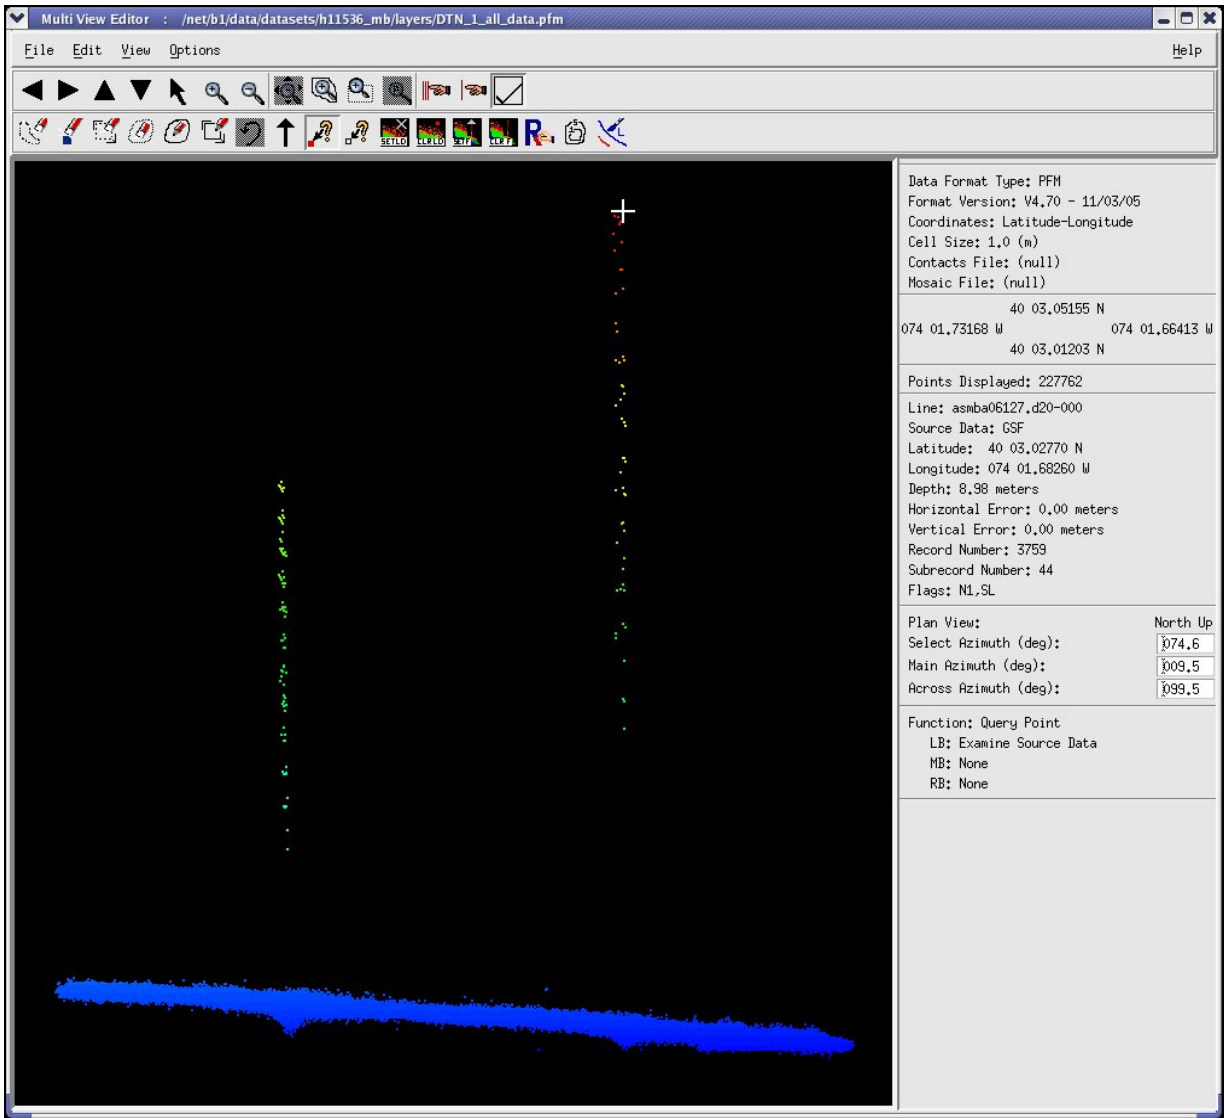 Multi View Editor : /net/b1/data/datasets/h11536_mb/layers/DTN_1_all_data.pfm
File Edit View Options Help
SETLD CLRLD SETF CLR F R
Data Format Type: PFM
Format Version: V4.70 - 11/03/05
Coordinates: Latitude-Longitude
Cell Size: 1.0 (m)
Contacts File: (null)
Mosaic File: (null)
40 03.05155 N
074 01.73168 W 074 01.66413 W
40 03.01203 N
Points Displayed: 227762
Line: asmba06127.d20-000
Source Data: GSF
Latitude: 40 03.02770 N
Longitude: 074 01.68260 W
Depth: 8.98 meters
Horizontal Error: 0.00 meters
Vertical Error: 0.00 meters
Record Number: 3759
Subrecord Number: 44
Flags: N1,SL
Plan View: North Up
Select Azimuth (deg): 074.6
Main Azimuth (deg): 009.5
Across Azimuth (deg): 099.5
Function: Query Point
LB: Examine Source Data
MB: None
RB: None